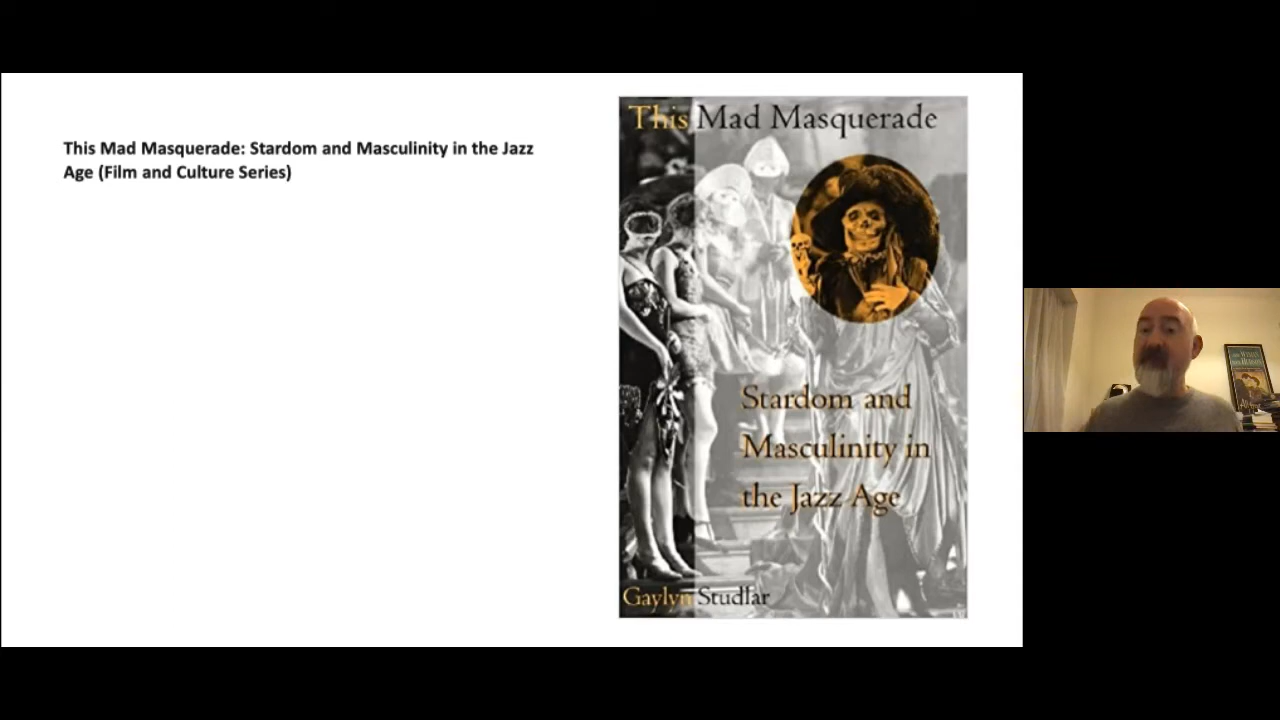 This Mad Masquerade: Stardom and Masculinity in the Jazz
Age (Film and Culture Series)
This Mad Masquerade
Stardom and
Masculinity in
the Jazz Age
Gaylyn Studlar